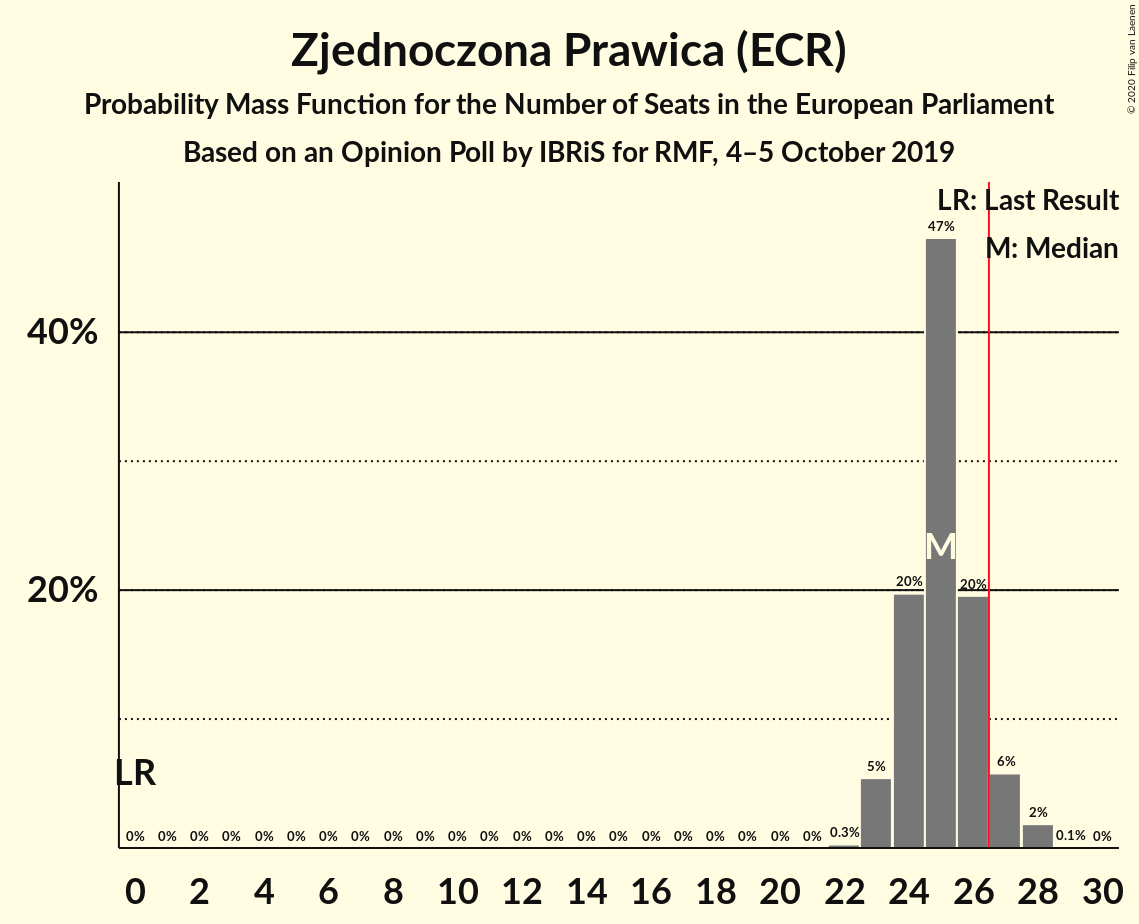 Zjednoczona Prawica (ECR)
Probability Mass Function for the Number of Seats in the European Parliament
Based on an Opinion Poll by IBRiS for RMF, 4–5 October 2019
© 2020 Filip van Laenen
LR: Last Result
M: Median
47%
40%
M
20%
20% 20%
LR
5% 6%
2%
0% 0% 0% 0% 0% 0% 0% 0% 0% 0% 0% 0% 0% 0% 0% 0% 0% 0% 0% 0% 0% 0% 0.3% 0.1% 0%
0 2 4 6 8 10 12 14 16 18 20 22 24 26 28 30